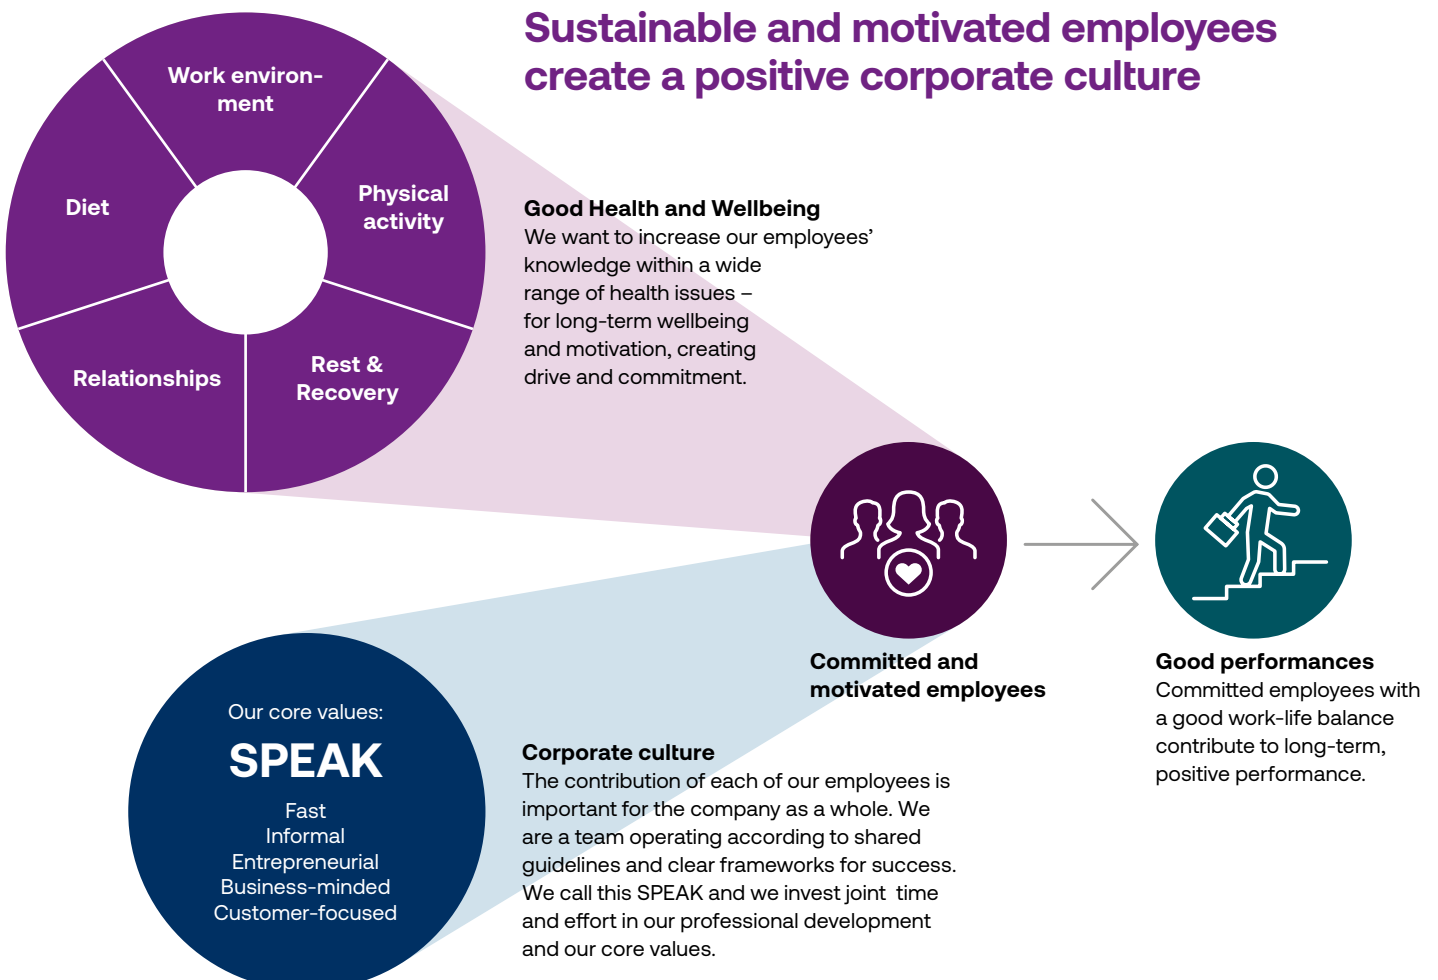 Sustainable and motivated employees
create a positive corporate culture
Work environ-
ment
Diet
Physical
activity
Relationships
Rest &
Recovery
Good Health and Wellbeing
We want to increase our employees’
knowledge within a wide
range of health issues –
for long-term wellbeing
and motivation, creating
drive and commitment.
Committed and
motivated employees
Good performances
Committed employees with
a good work-life balance
contribute to long-term,
positive performance.
Our core values:
SPEAK
Fast
Informal
Entrepreneurial
Business-minded
Customer-focused
Corporate culture
The contribution of each of our employees is
important for the company as a whole. We
are a team operating according to shared
guidelines and clear frameworks for success.
We call this SPEAK and we invest joint  time
and effort in our professional development
and our core values.